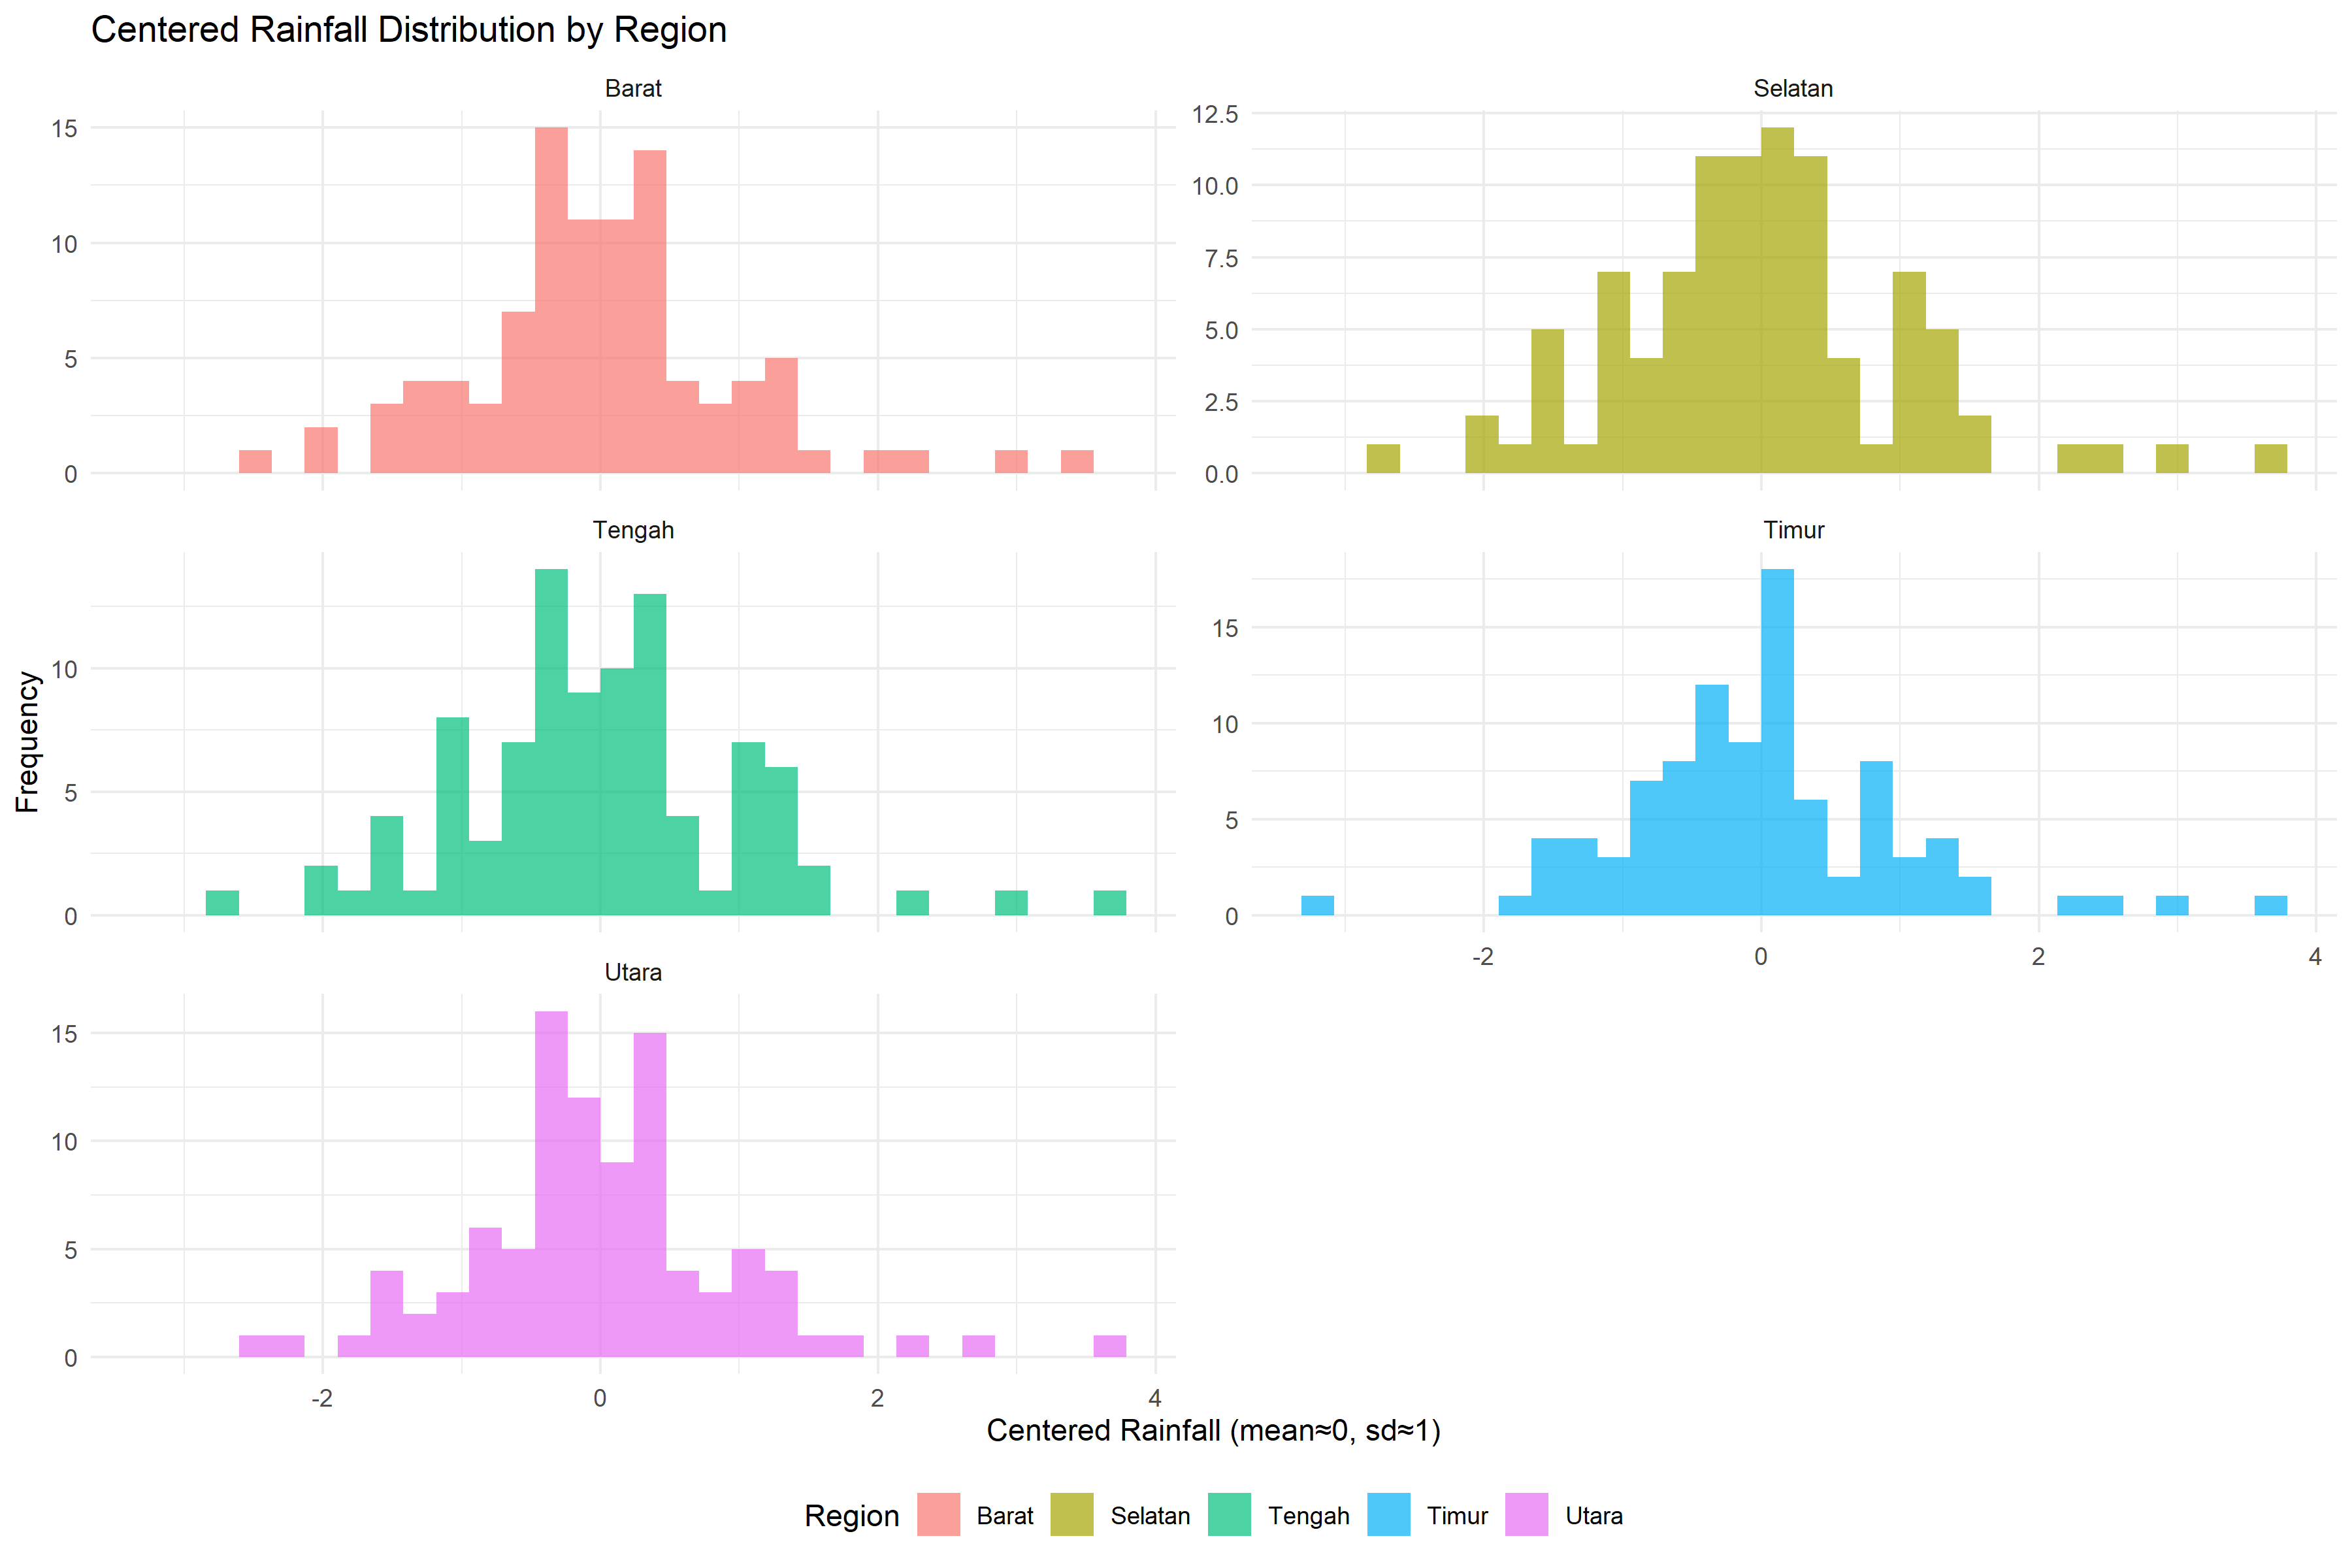 Centered Rainfall Distribution by Region
Barat
Selatan
15
10
5
0
12.5
10.0
7.5
5.0
2.5
0.0
Tengah
Timur
10
5
0
15
10
5
0
-2 0 2 4
Utara
15
10
5
0
-2 0 2 4
Frequency
Centered Rainfall (mean≈0, sd≈1)
Region Barat Selatan Tengah Timur Utara